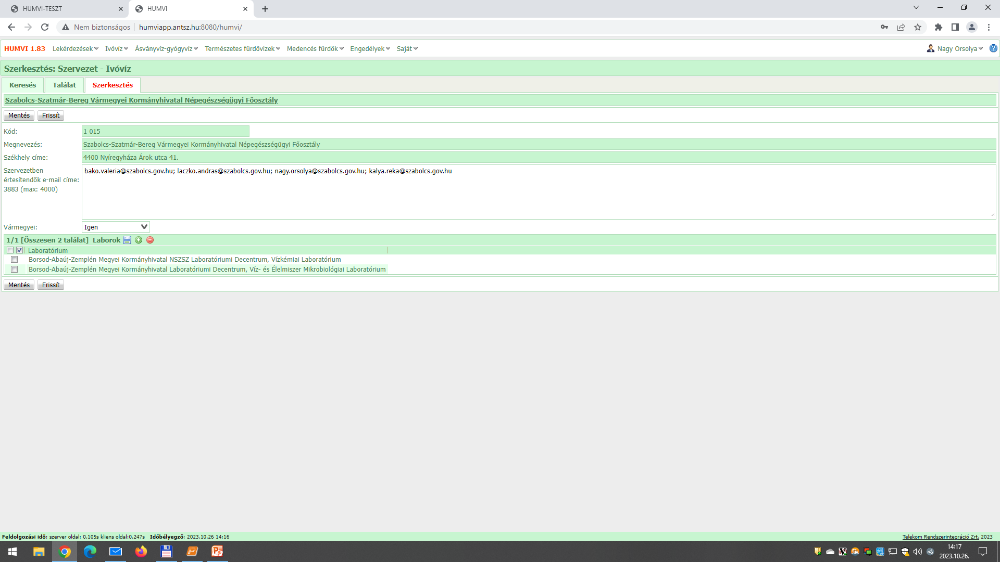 HUMVI-TESZT
HUMVI
Nem biztonságos
humviapp.antsz.hu:8080/humvi/
HUMVI 1.83 Lekérdezések Ivóvíz Ásványvíz-gyógyvíz Természetes fürdővizek Medencés fürdők Engedélyek Saját Nagy Orsolya ?
Szerkesztés: Szervezet - Ivóvíz
Keresés Találat Szerkesztés
Szabolcs-Szatmár-Bereg Vármegyei Kormányhivatal Népegészségügyi Főosztály
Mentés Frissít
Kód: 1 015
Megnevezés: Szabolcs-Szatmár-Bereg Vármegyei Kormányhivatal Népegészségügyi Főosztály
Székhely címe: 4400 Nyíregyháza Árok utca 41.
Szervezetben bako.valeria@szabolcs.gov.hu; laczko.andras@szabolcs.gov.hu; nagy.orsolya@szabolcs.gov.hu; kalya.reka@szabolcs.gov.hu
értesítendők e-mail címe:
3883 (max: 4000)
Vármegyei: Igen
1/1 [Összesen 2 találat] Laborok
Laboratórium
Borsod-Abaúj-Zemplén Megyei Kormányhivatal NSZSZ Laboratóriumi Decentrum, Vízkémiai Laboratórium
Borsod-Abaúj-Zemplén Megyei Kormányhivatal Laboratóriumi Decentrum, Víz- és Élelmiszer Mikrobiológiai Laboratórium
Mentés Frissít
Feldolgozási idő: szerver oldal: 0,105s kliens oldal:0,247s Időbélyegző: 2023.10.26 14:16
Telekom Rendszerintegráció Zrt. 2023
14:17
2023.10.26.